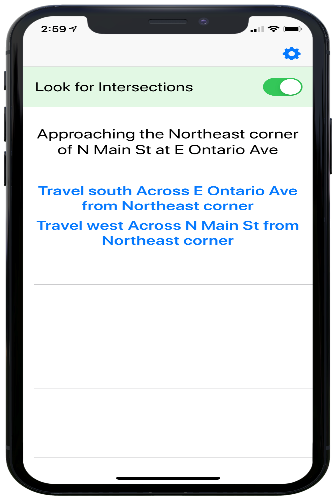 2:59
Look for Intersections
Approaching the Northeast corner
of N Main St at E Ontario Ave
Travel south Across E Ontario Ave
from Northeast corner
Travel west Across N Main St from
Northeast corner